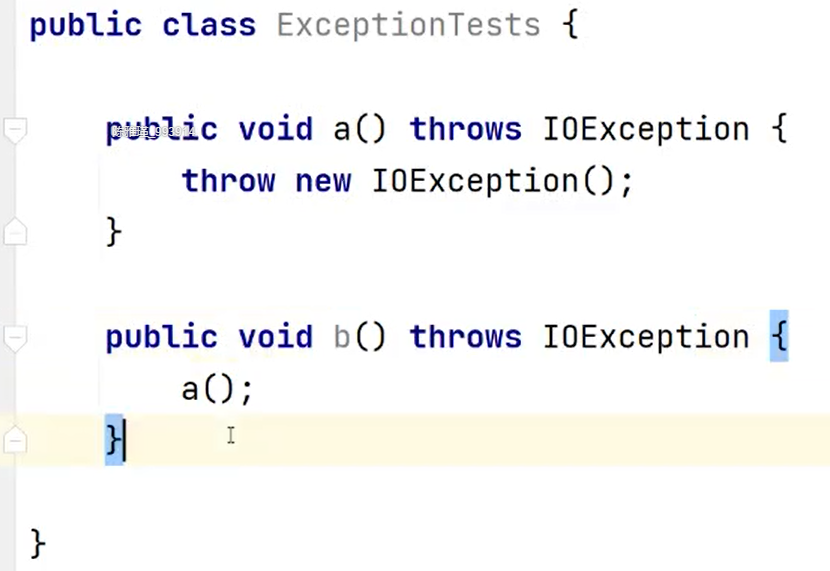 public class ExceptionTests {
public void a() throws IOException {
throw new IOException();
}
public void b() throws IOException {
a();
}
}